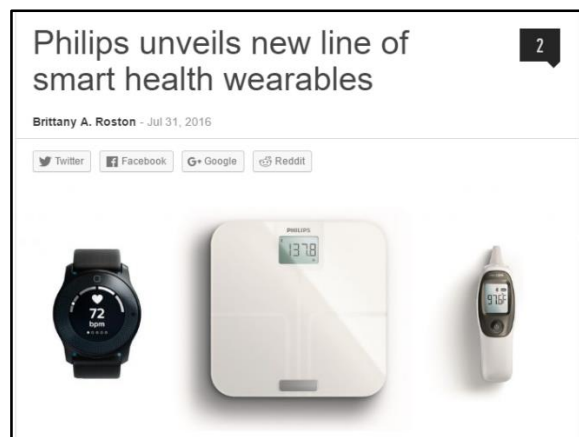 Philips unveils new line of
smart health wearables
2
Brittany A. Roston - Jul 31, 2016
Twitter Facebook G+ Google Reddit
72
bpm
PHILIPS
137.8
97.6°F